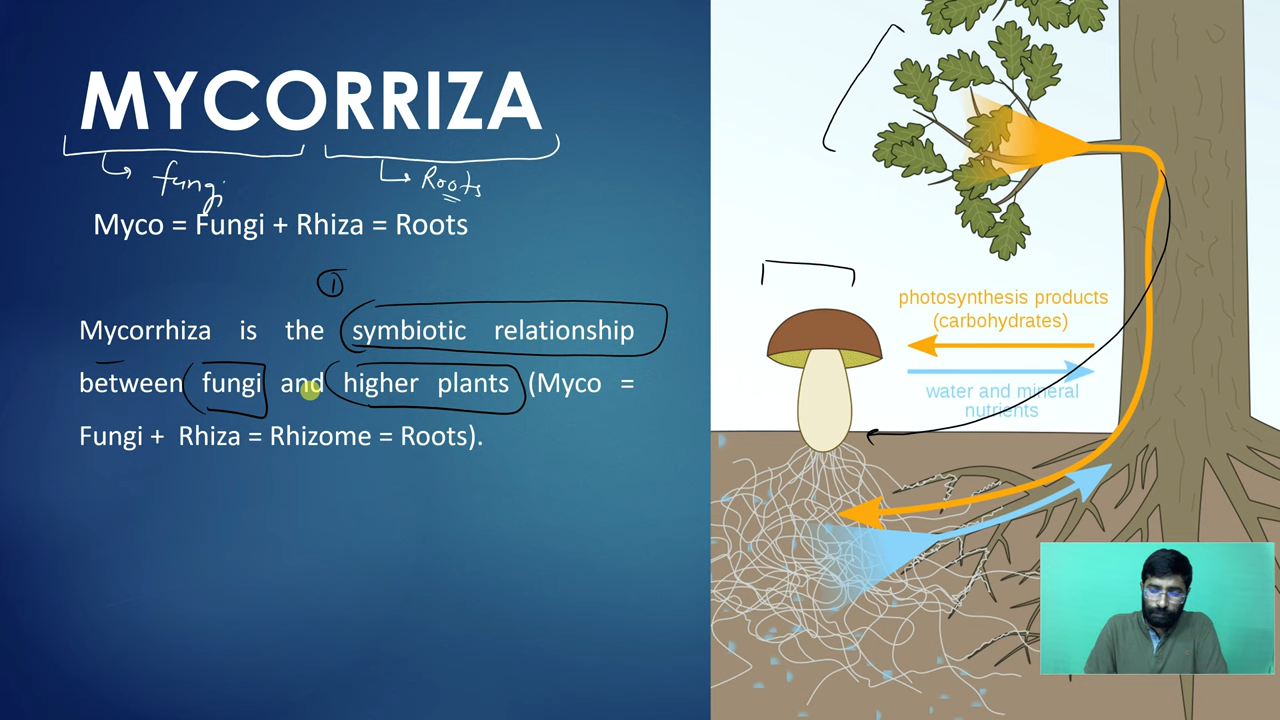 MYCORRIZA
fungi Roots
Myco = Fungi + Rhiza = Roots
1
Mycorrhiza is the symbiotic relationship
between fungi and higher plants (Myco =
Fungi + Rhiza = Rhizome = Roots).
photosynthesis products
(carbohydrates)
water and mineral
nutrients